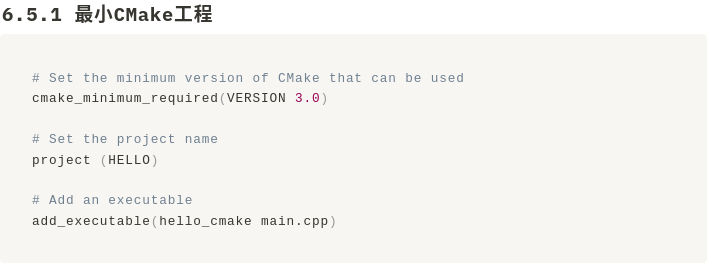 6.5.1 最小CMake工程
# Set the minimum version of CMake that can be used
cmake_minimum_required(VERSION 3.0)
# Set the project name
project (HELLO)
# Add an executable
add_executable(hello_cmake main.cpp)